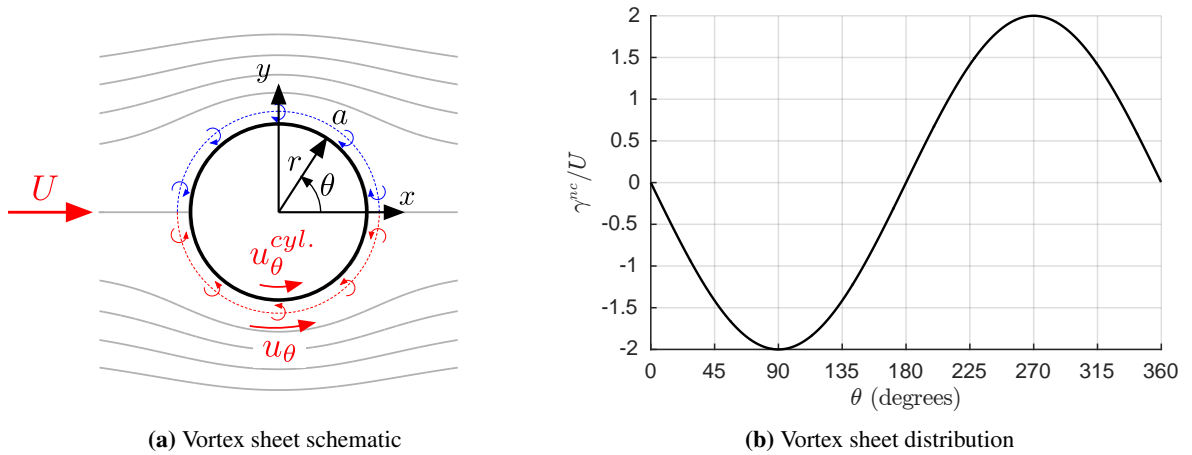 y
a
r
θ
x
U
u_θ^{cyl.}
u_θ
(a) Vortex sheet schematic
2
1.5
1
0.5
0
-0.5
-1
-1.5
-2
γ^{nc}/U
0 45 90 135 180 225 270 315 360
θ (degrees)
(b) Vortex sheet distribution